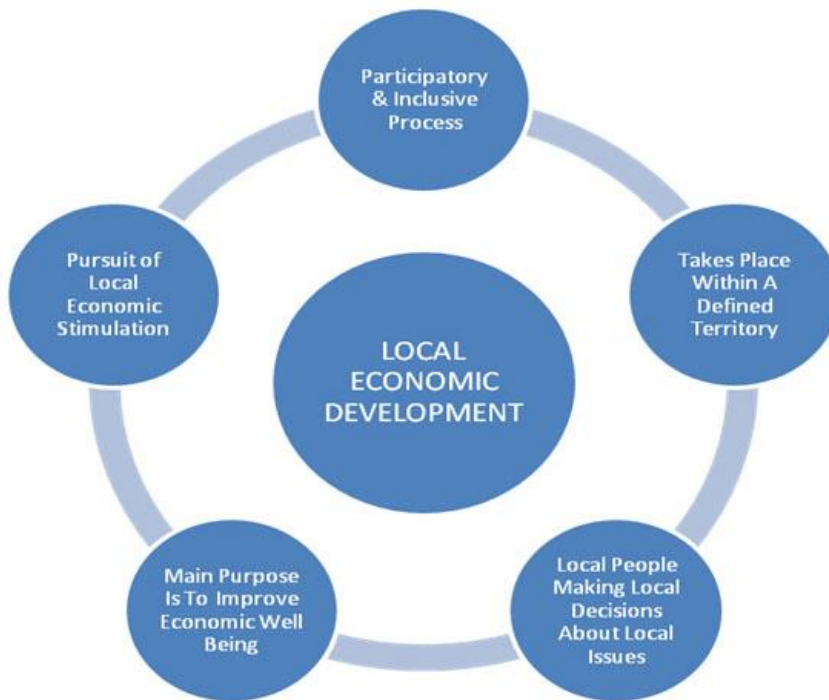 Participatory
& Inclusive
Process
Takes Place
Within A
Defined
Territory
Local People
Making Local
Decisions
About Local
Issues
Main Purpose
Is To Improve
Economic Well
Being
Pursuit of
Local
Economic
Stimulation
LOCAL
ECONOMIC
DEVELOPMENT